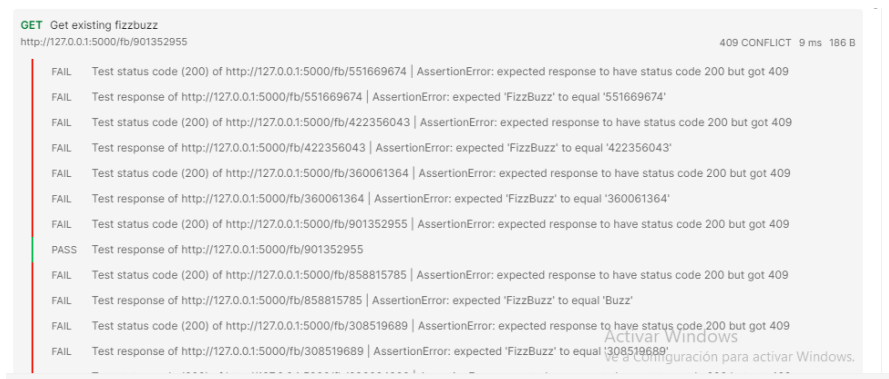 GET Get existing fizzbuzz
http://127.0.0.1:5000/fb/901352955
409 CONFLICT 9 ms 186 B
FAIL Test status code (200) of http://127.0.0.1:5000/fb/551669674 | AssertionError: expected response to have status code 200 but got 409
FAIL Test response of http://127.0.0.1:5000/fb/551669674 | AssertionError: expected 'FizzBuzz' to equal '551669674'
FAIL Test status code (200) of http://127.0.0.1:5000/fb/422356043 | AssertionError: expected response to have status code 200 but got 409
FAIL Test response of http://127.0.0.1:5000/fb/422356043 | AssertionError: expected 'FizzBuzz' to equal '422356043'
FAIL Test status code (200) of http://127.0.0.1:5000/fb/360061364 | AssertionError: expected response to have status code 200 but got 409
FAIL Test response of http://127.0.0.1:5000/fb/360061364 | AssertionError: expected 'FizzBuzz' to equal '360061364'
FAIL Test status code (200) of http://127.0.0.1:5000/fb/901352955 | AssertionError: expected response to have status code 200 but got 409
PASS Test response of http://127.0.0.1:5000/fb/901352955
FAIL Test status code (200) of http://127.0.0.1:5000/fb/858815785 | AssertionError: expected response to have status code 200 but got 409
FAIL Test response of http://127.0.0.1:5000/fb/858815785 | AssertionError: expected 'FizzBuzz' to equal 'Buzz'
FAIL Test status code (200) of http://127.0.0.1:5000/fb/308519689 | AssertionError: expected response to have status code 200 but got 409
Activar Windows
FAIL Test response of http://127.0.0.1:5000/fb/308519689 | AssertionError: expected 'FizzBuzz' to equal '308519689'
Ve a Configuración para activar Windows.